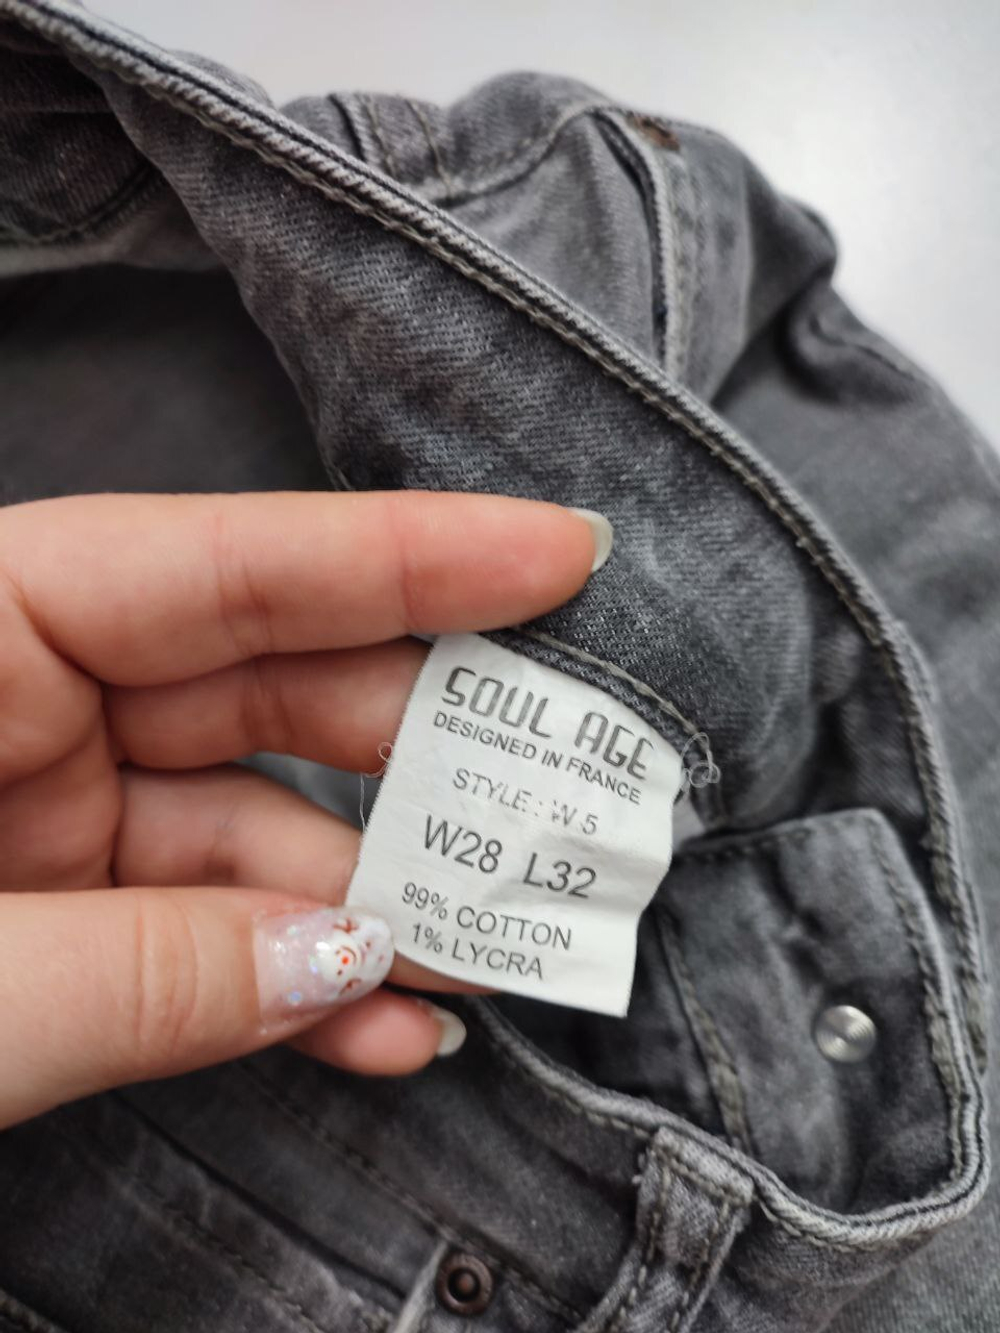 SOUL AGE
DESIGNED IN FRANCE
STYLE: W 5
W28 L32
99% COTTON
1% LYCRA